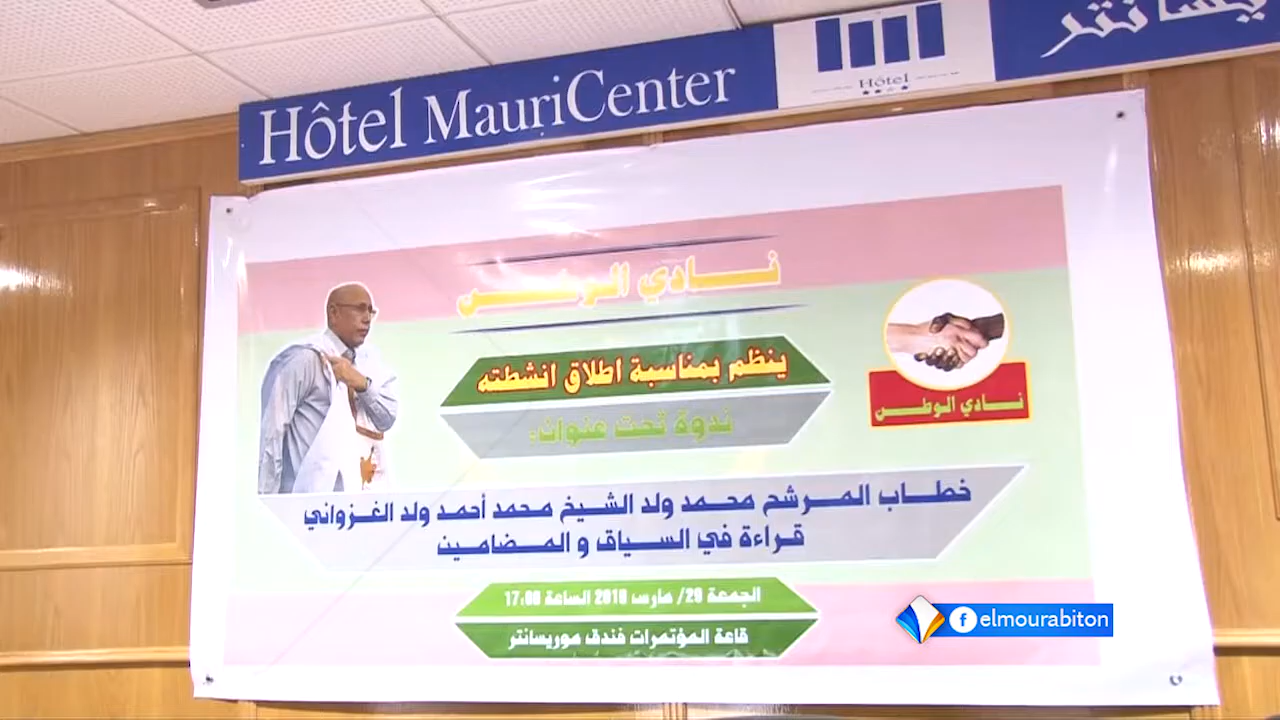 Hôtel MauriCenter
Hôtel
نادي الوطن
ينظم بمناسبة اطلاق انشطته
ندوة تحت عنوان:
نادي الوطن
خطاب المرشح محمد ولد الشيخ محمد أحمد ولد الغزواني
قراءة في السياق و المضامين
الجمعة 29/ مارس 2019 الساعة 17:00
قاعة المؤتمرات فندق موريسانتر
elmourabiton